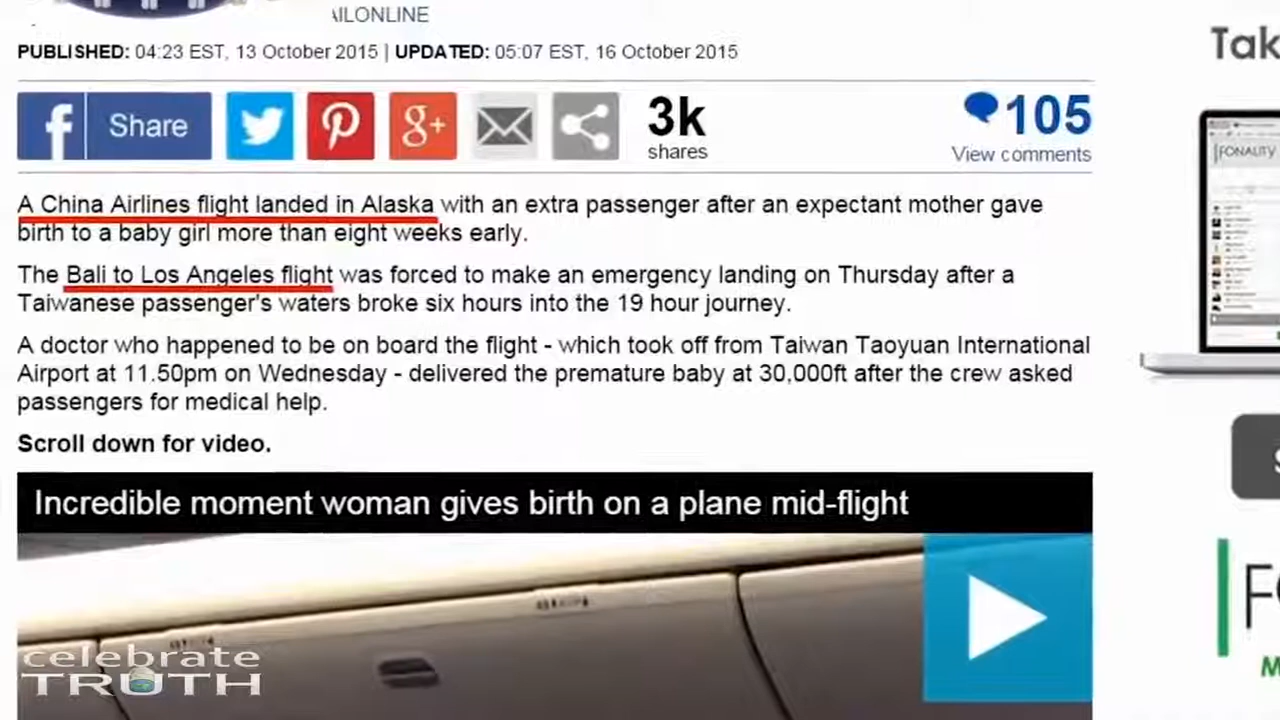 ILONLINE
PUBLISHED: 04:23 EST, 13 October 2015 | UPDATED: 05:07 EST, 16 October 2015
f Share
g+
3k
shares
105
View comments
A China Airlines flight landed in Alaska with an extra passenger after an expectant mother gave
birth to a baby girl more than eight weeks early.
The Bali to Los Angeles flight was forced to make an emergency landing on Thursday after a
Taiwanese passenger's waters broke six hours into the 19 hour journey.
A doctor who happened to be on board the flight - which took off from Taiwan Taoyuan International
Airport at 11.50pm on Wednesday - delivered the premature baby at 30,000ft after the crew asked
passengers for medical help.
Scroll down for video.
Incredible moment woman gives birth on a plane mid-flight
celebrate
TRUTH
Tak
FONALITY